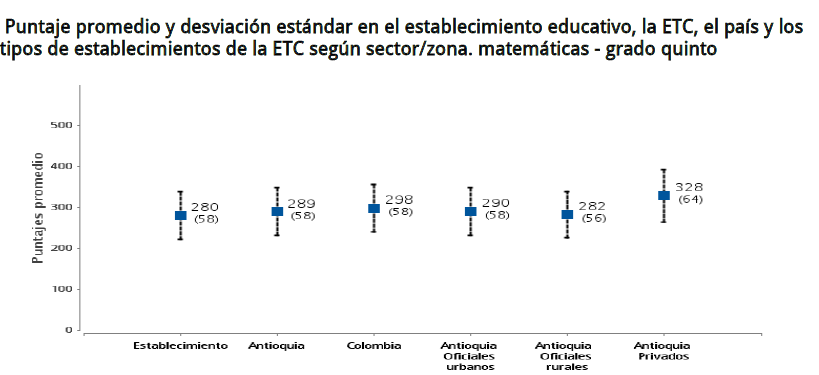 Puntaje promedio y desviación estándar en el establecimiento educativo, la ETC, el país y los
tipos de establecimientos de la ETC según sector/zona. matemáticas - grado quinto
Puntajes promedio
500
400
300
200
100
0
280
(58)
289
(58)
298
(58)
290
(58)
282
(56)
328
(64)
Establecimiento
Antioquia
Colombia
Antioquia
Oficiales
urbanos
Antioquia
Oficiales
rurales
Antioquia
Privados